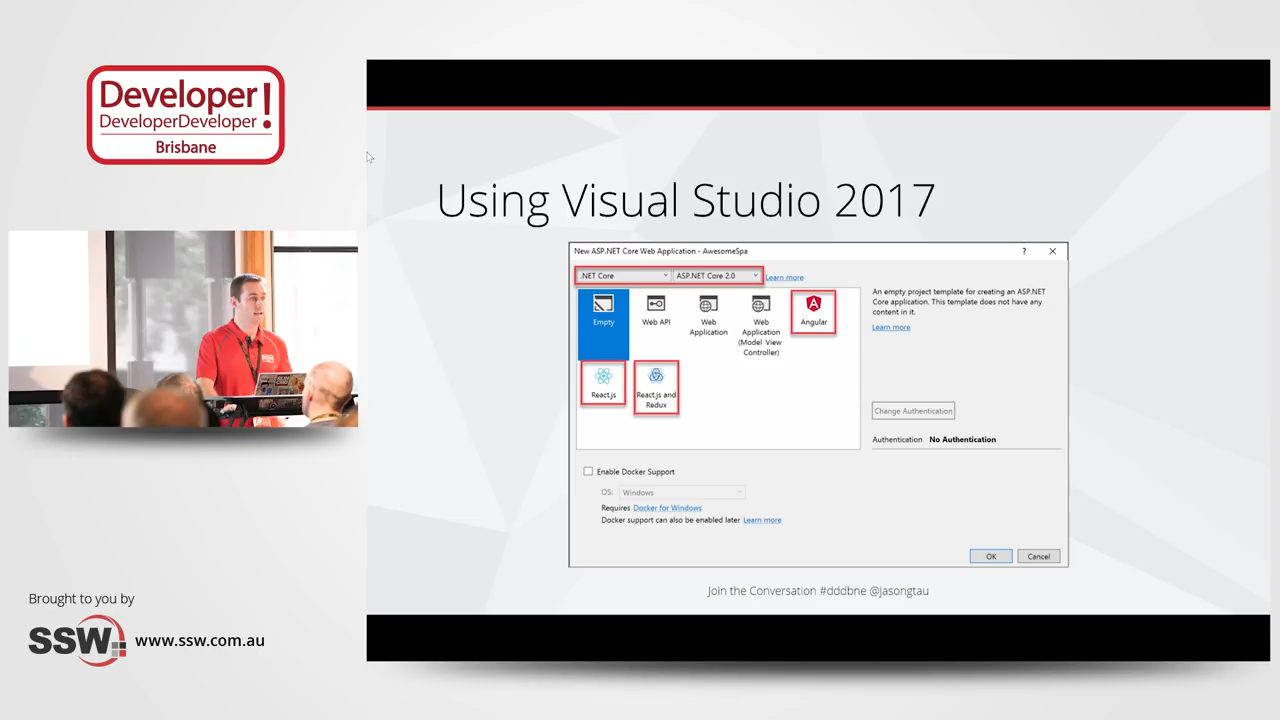 Developer!
DeveloperDeveloper
Brisbane
Using Visual Studio 2017
New ASP.NET Core Web Application - AwesomeSpa
?
.NET Core
ASP.NET Core 2.0
Learn more
Empty
Web API
Web
Application
Web
Application
(Model View
Controller)
Angular
React.js
React.js and
Redux
An empty project template for creating an ASP.NET
Core application. This template does not have any
content in it.
Learn more
Change Authentication
Authentication No Authentication
Enable Docker Support
OS: Windows
Requires Docker for Windows
Docker support can also be enabled later Learn more
OK
Cancel
Join the Conversation #dddbne @jasongtau
Brought to you by
SSW www.ssw.com.au